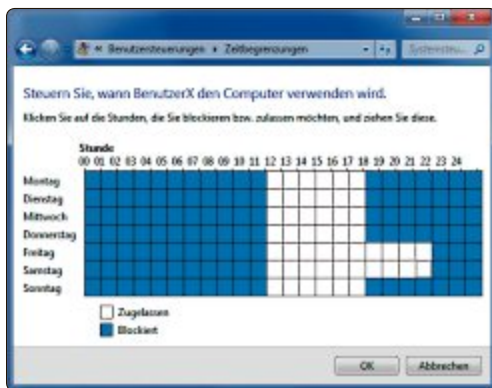 « Benutzersteuerungen ▸ Zeitbegrenzungen
Steuern Sie, wann BenutzerX den Computer verwenden wird.
Klicken Sie auf die Stunden, die Sie blockieren bzw. zulassen möchten, und ziehen Sie diese.
Stunde
00 01 02 03 04 05 06 07 08 09 10 11 12 13 14 15 16 17 18 19 20 21 22 23 24
Montag
Dienstag
Mittwoch
Donnerstag
Freitag
Samstag
Sonntag
Zugelassen
Blockiert
OK Abbrechen